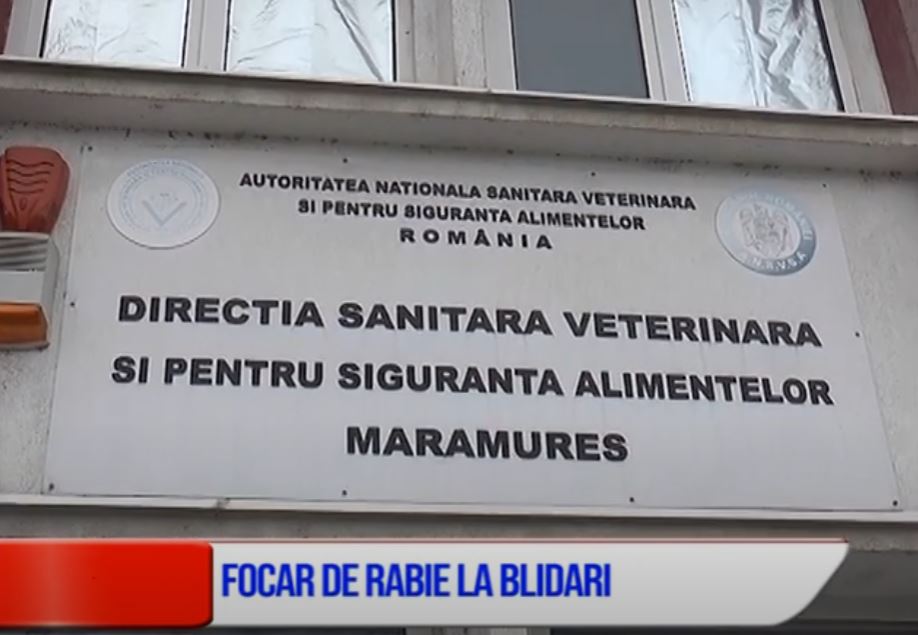 AUTORITATEA NATIONALA SANITARA VETERINARA
SI PENTRU SIGURANTA ALIMENTELOR
ROMÂNIA
DIRECTIA SANITARA VETERINARA
SI PENTRU SIGURANTA ALIMENTELOR
MARAMURES
FOCAR DE RABIE LA BLIDARI